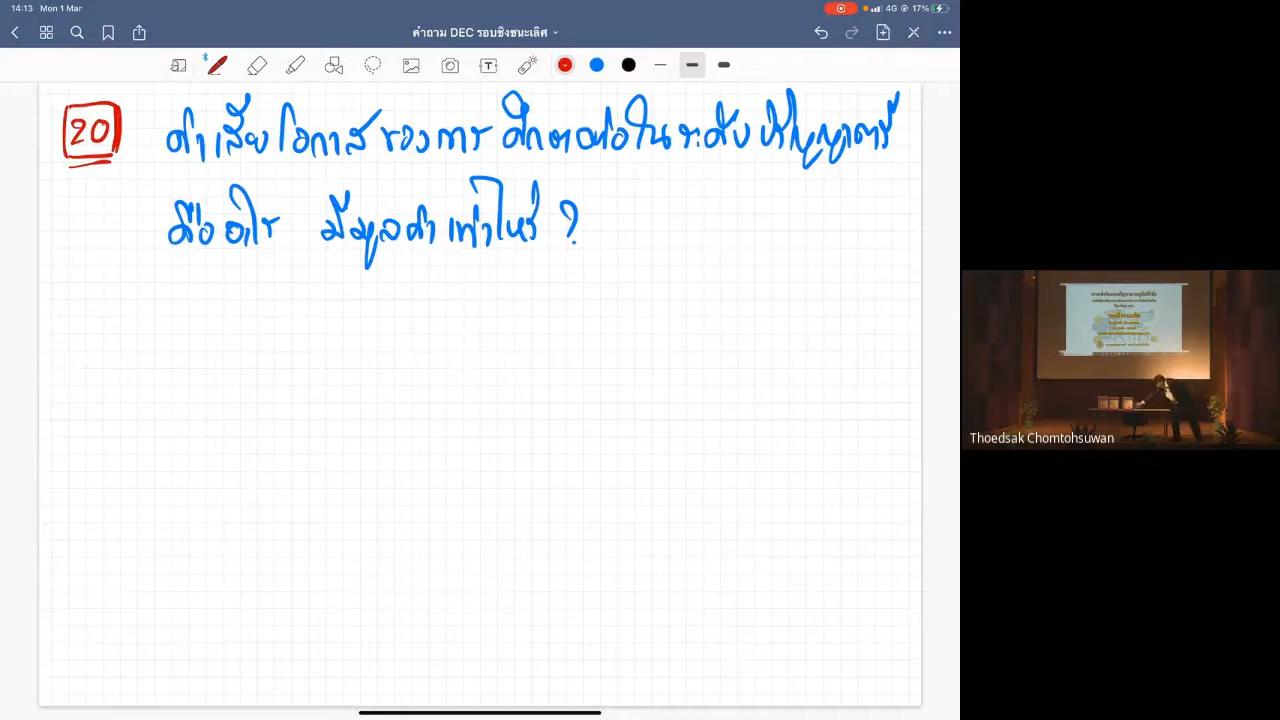 14:13 Mon 1 Mar
4G 17%
คำถาม DEC รอบชิงชนะเลิศ
20 ค่าเสียโอกาสของการศึกษาต่อในระดับปริญญาตรี
คืออะไร มีมูลค่าเท่าไหร่ ?
Thoedsak Chomtohsuwan